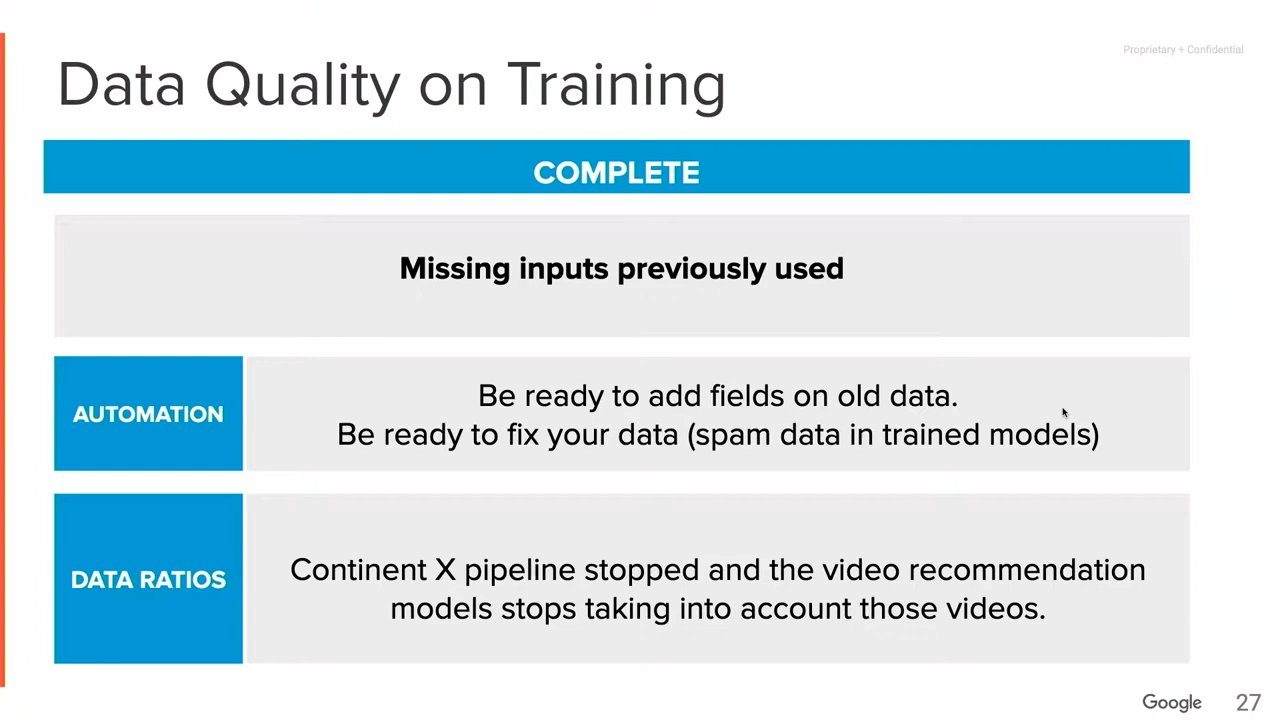 Proprietary + Confidential
Data Quality on Training
COMPLETE
Missing inputs previously used
AUTOMATION
Be ready to add fields on old data.
Be ready to fix your data (spam data in trained models)
DATA RATIOS
Continent X pipeline stopped and the video recommendation
models stops taking into account those videos.
Google
27